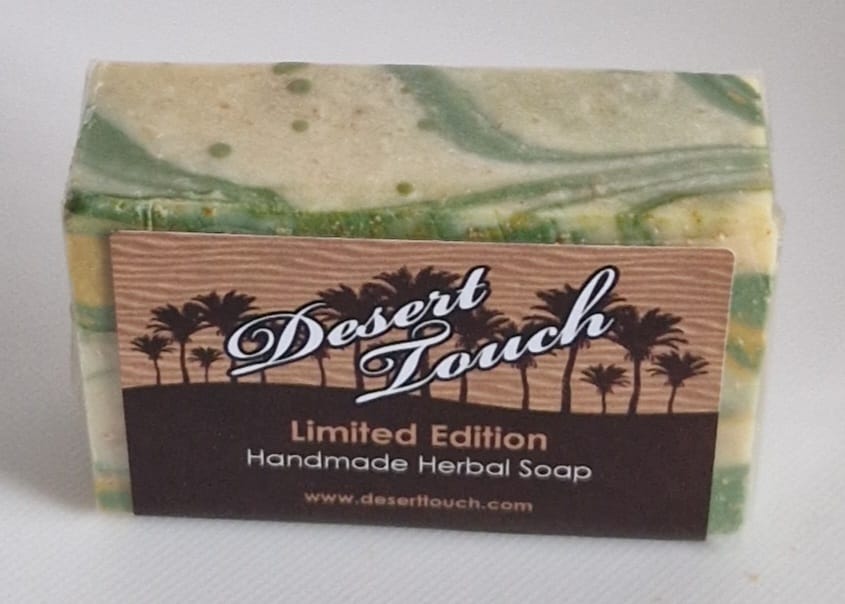 Desert
Touch
Limited Edition
Handmade Herbal Soap
www.deserttouch.com